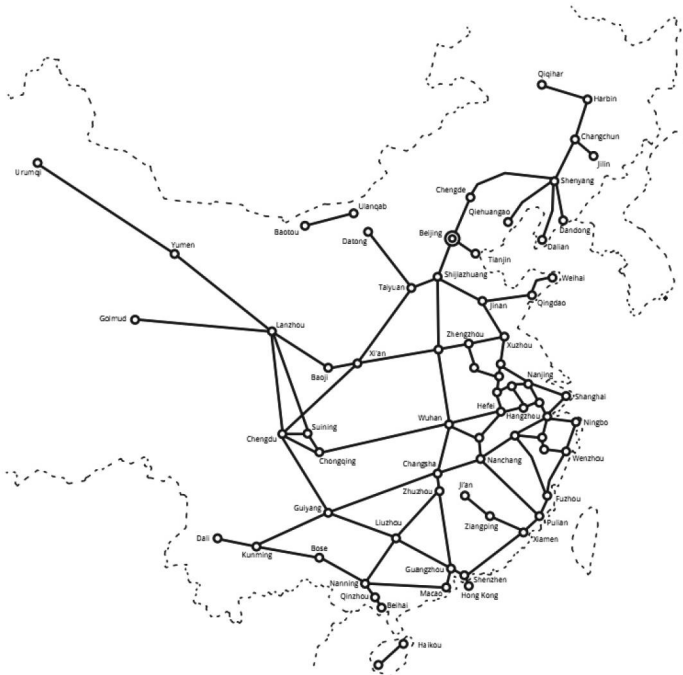 Qiqihar
Harbin
Changchun
Jilin
Urumqi
Shenyang
Chengde
Ulanqab
Qiehuangao
Baotou
Dandong
Datong
Beijing
Dalian
Yumen
Tianjin
Shijiazhuang
Weihai
Taiyuan
Jinan
Qingdao
Golmud
Lanzhou
Zhengzhou
Xuzhou
Xi'an
Baoji
Nanjing
Shanghai
Hefei
Hangzhou
Wuhan
Ningbo
Suining
Chengdu
Chongqing
Nanchang
Wenzhou
Changsha
Ji'an
Zhuzhou
Fuzhou
Guiyang
Liuzhou
Ziangping
Putian
Dali
Xiamen
Kunming
Bose
Guangzhou
Shenzhen
Nanning
Macao
Hong Kong
Qinzhou
Beihai
Haikou